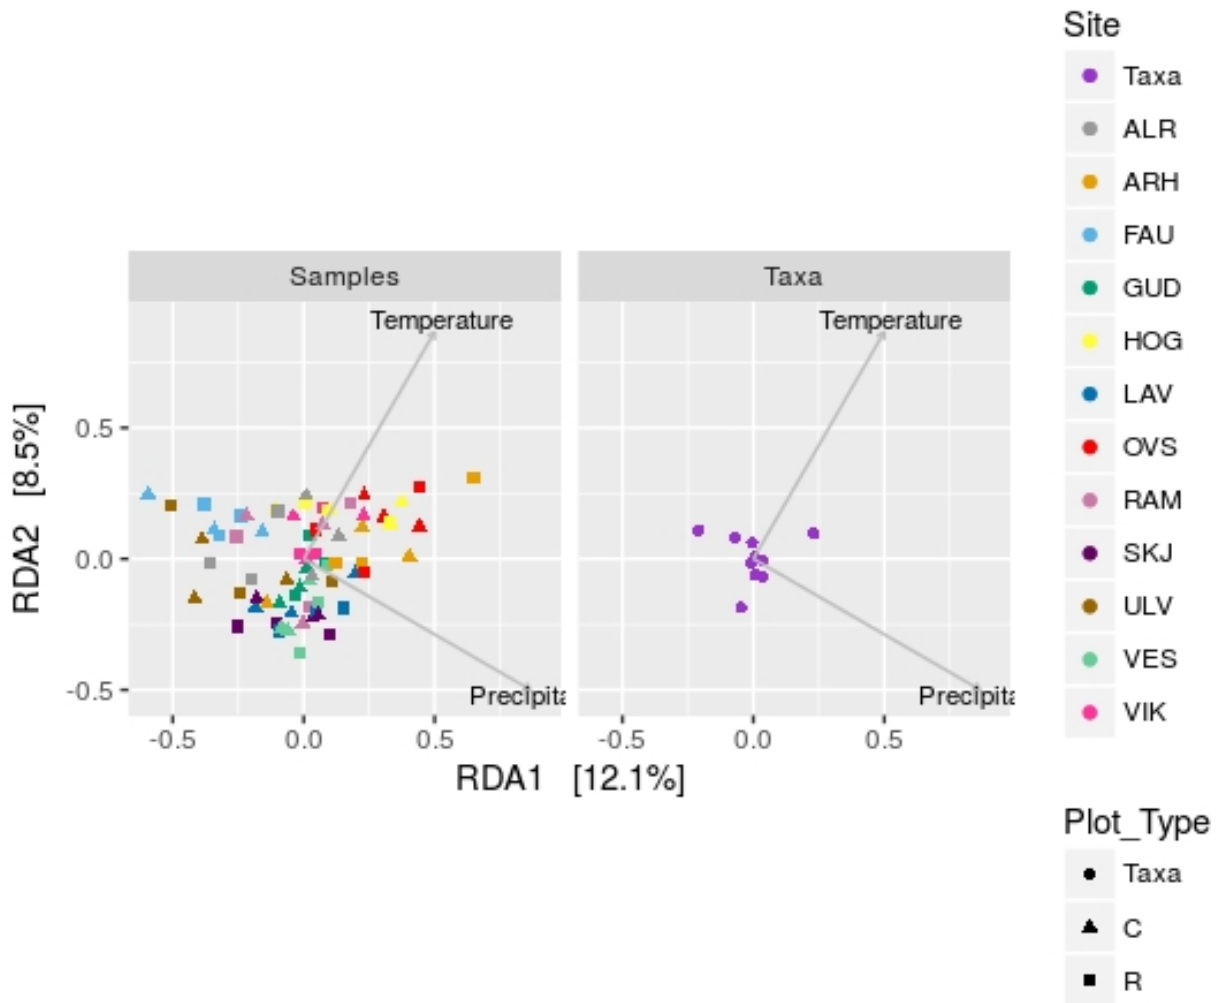 Site
Taxa
ALR
ARH
FAU
GUD
HOG
LAV
OVS
RAM
SKJ
ULV
VES
VIK
Samples
Taxa
Temperature
Temperature
Precipita
Precipita
0.5
0.0
-0.5
RDA2 [8.5%]
-0.5 0.0 0.5
-0.5 0.0 0.5
RDA1 [12.1%]
Plot_Type
Taxa
C
R